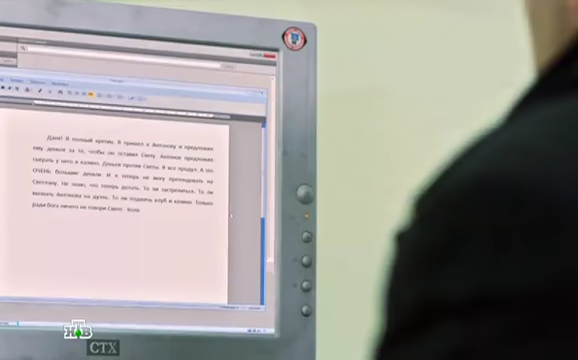 Даня! Я полный кретин. Я пришел к Антонову и предложил
ему деньги за то, чтобы он оставил Свету. Антонов предложил
сыграть у него в казино. Деньги против Светы. Я все продул. А это
ОЧЕНЬ большие деньги. И я теперь не могу претендовать на
Светлану. Не знаю, что теперь делать. То ли застрелиться. То ли
вызвать Антонова на дуэль. То ли поджечь клуб и казино. Только
ради бога ничего не говори Свете Коля
НТВ
СТХ